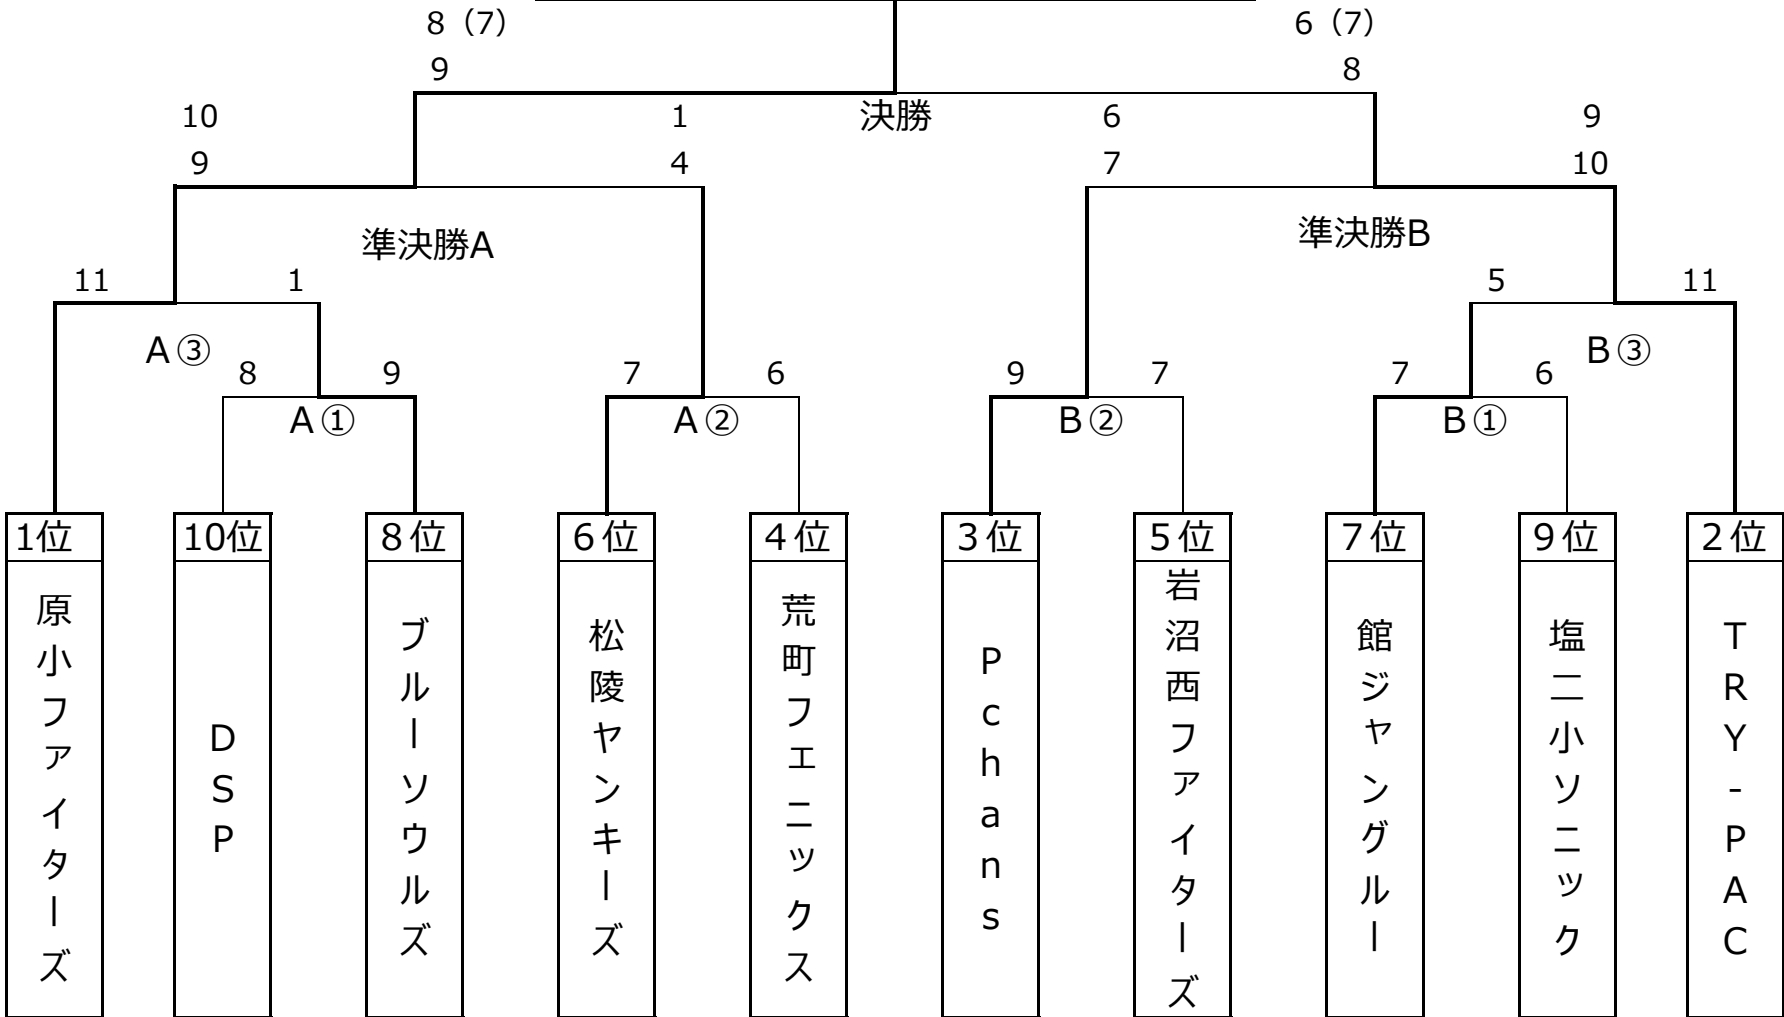 8（7） 6（7）
9 8
10 1 決勝 6 9
9 4 7 10
準決勝A 準決勝B
11 1 5 11
A③ B③
8 9 7 6 9 7 7 6
A① A② B② B①
1位 10位 8位 6位 4位 3位 5位 7位 9位 2位
原小ファイターズ
DSP
ブルーソウルズ
松陵ヤンキーズ
荒町フェニックス
Pchans
岩沼西ファイターズ
館ジャングルー
塩二小ソニック
TRY-PAC